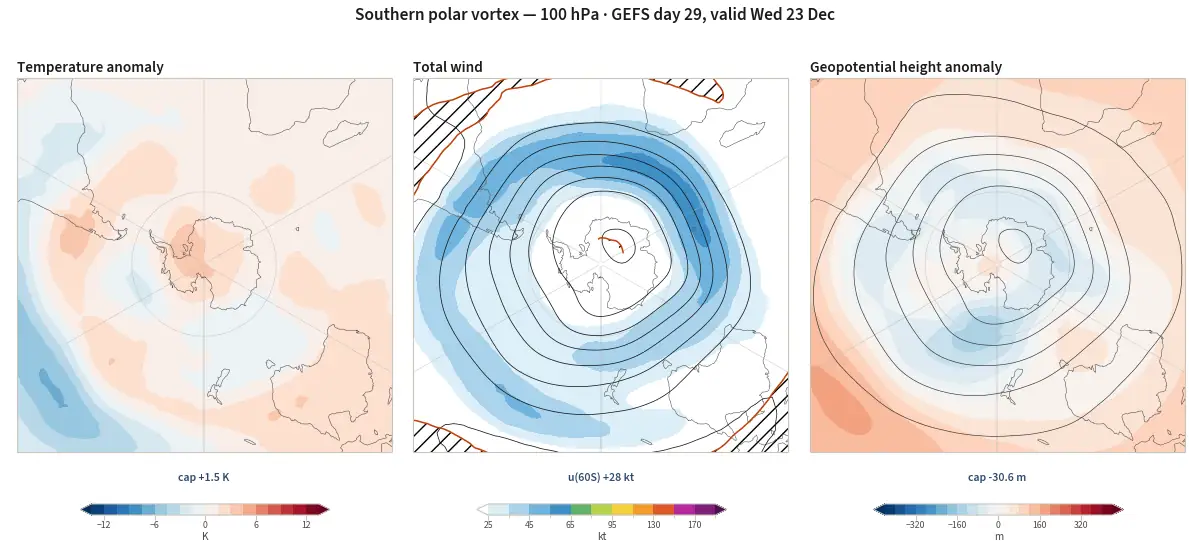 Southern polar vortex — 100 hPa · GEFS day 29, valid Wed 23 Dec
Temperature anomaly
Total wind
Geopotential height anomaly
cap +1.5 K
u(60S) +28 kt
cap -30.6 m
−12 −6 0 6 12
K
25 45 65 95 130 170
kt
−320 −160 0 160 320
m